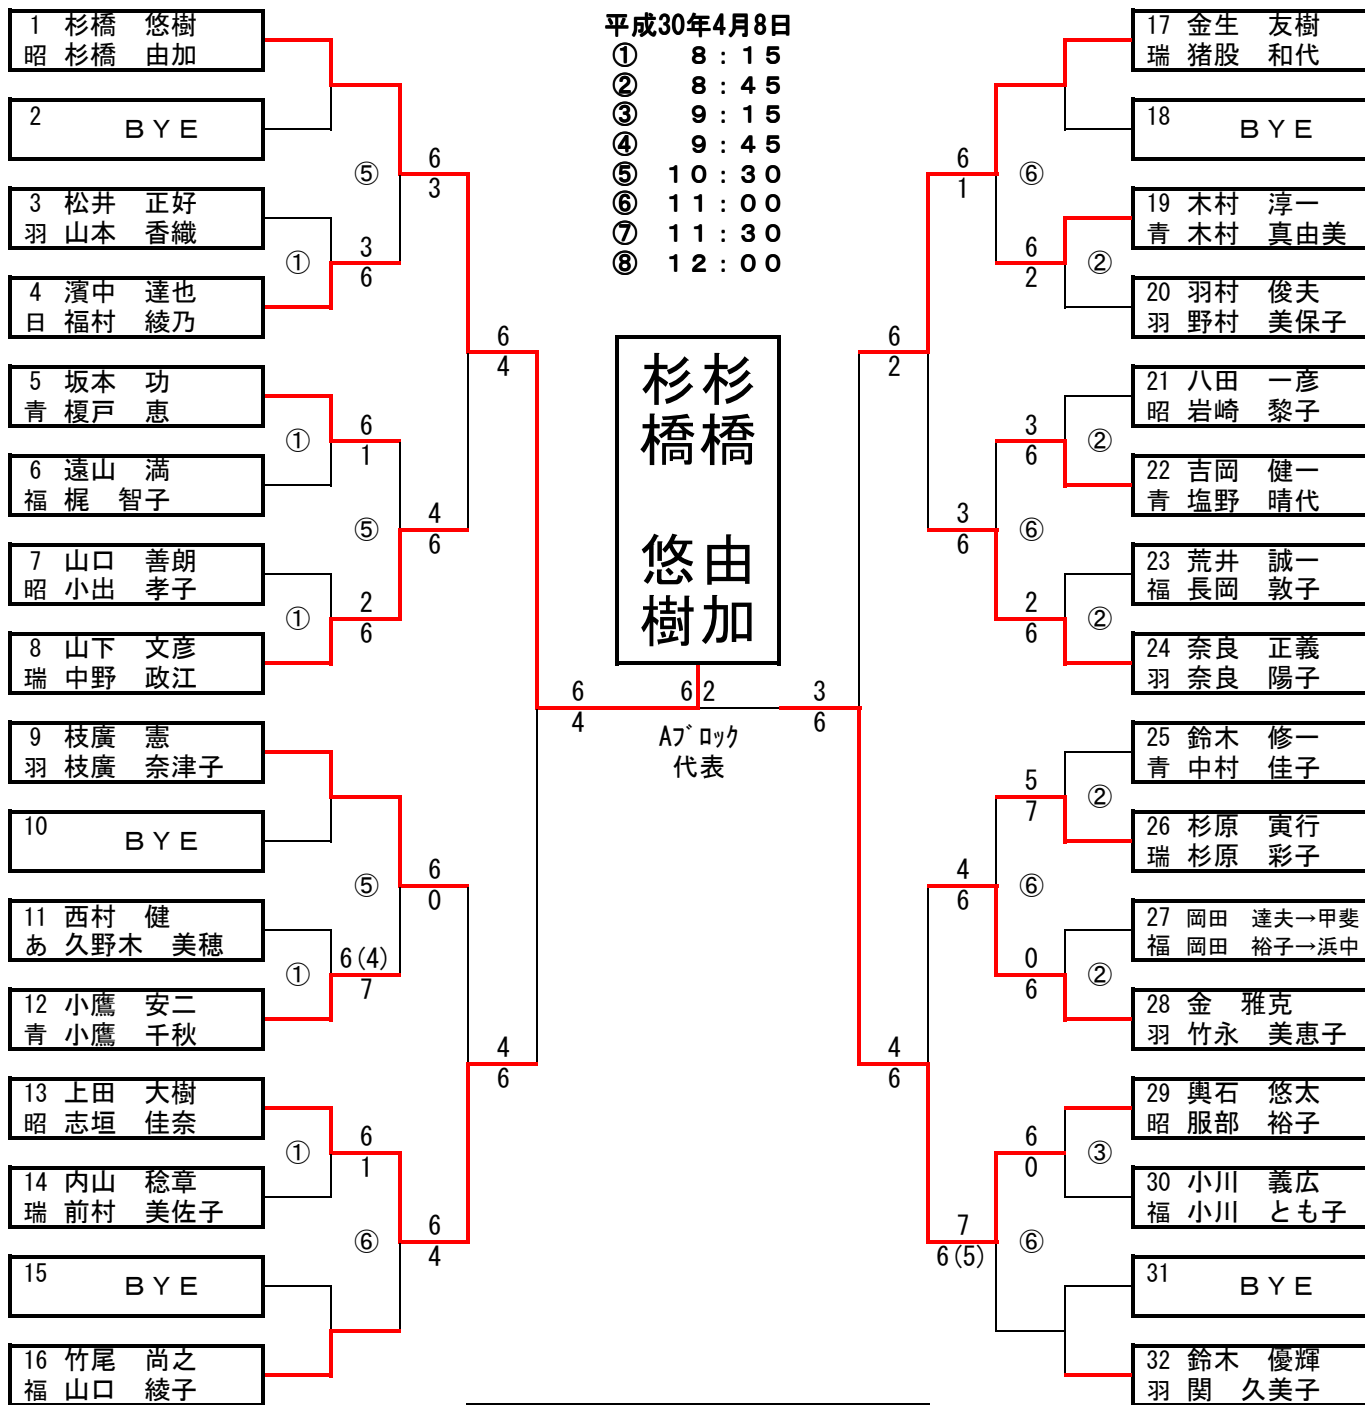 平成30年4月8日
① 8:15
② 8:45
③ 9:15
④ 9:45
⑤ 10:30
⑥ 11:00
⑦ 11:30
⑧ 12:00
1 杉橋 悠樹
昭 杉橋 由加
2 BYE
3 松井 正好
羽 山本 香織
4 濱中 達也
日 福村 綾乃
5 坂本 功
青 榎戸 恵
6 遠山 満
福 梶 智子
7 山口 善朗
昭 小出 孝子
8 山下 文彦
瑞 中野 政江
9 枝廣 憲
羽 枝廣 奈津子
10 BYE
11 西村 健
あ 久野木 美穂
12 小鷹 安二
青 小鷹 千秋
13 上田 大樹
昭 志垣 佳奈
14 内山 稔章
瑞 前村 美佐子
15 BYE
16 竹尾 尚之
福 山口 綾子
⑤
①
①
⑤
①
⑤
①
①
⑥
3
6
6
1
2
6
6(4)
7
6
1
6
3
4
6
6
0
6
4
6
4
4
6
6
4
杉橋 悠樹
杉橋 由加
6 2
Aブロック
代表
3
6
6
2
4
6
6
1
3
6
4
6
7
6(5)
6
2
3
6
2
6
5
7
0
6
6
0
⑥
②
②
⑥
②
②
⑥
②
③
⑥
17 金生 友樹
瑞 猪股 和代
18 BYE
19 木村 淳一
青 木村 真由美
20 羽村 俊夫
羽 野村 美保子
21 八田 一彦
昭 岩崎 黎子
22 吉岡 健一
青 塩野 晴代
23 荒井 誠一
福 長岡 敦子
24 奈良 正義
羽 奈良 陽子
25 鈴木 修一
青 中村 佳子
26 杉原 寅行
瑞 杉原 彩子
27 岡田 達夫→甲斐
福 岡田 裕子→浜中
28 金 雅克
羽 竹永 美恵子
29 輿石 悠太
昭 服部 裕子
30 小川 義広
福 小川 とも子
31 BYE
32 鈴木 優輝
羽 関 久美子